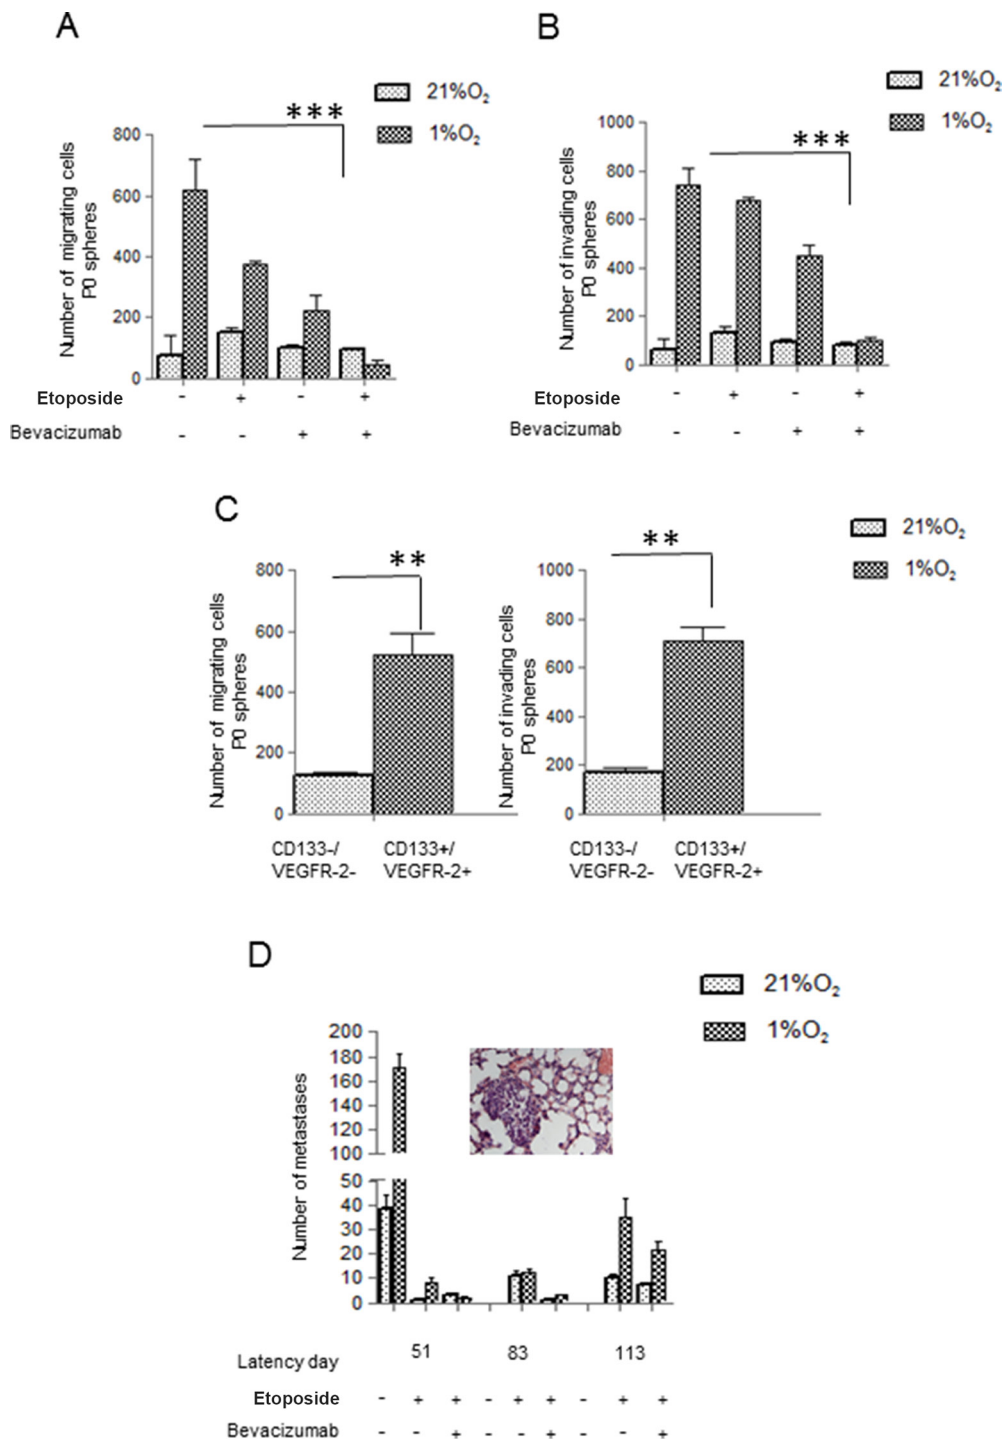 A
21%O₂
1%O₂
***
Number of migrating cells
P0 spheres
800
600
400
200
0
Etoposide - + - +
Bevacizumab - - + +
B
21%O₂
1%O₂
***
Number of invading cells
P0 spheres
1000
800
600
400
200
0
Etoposide - + - +
Bevacizumab - - + +
C
21%O₂
1%O₂
**
Number of migrating cells
P0 spheres
800
600
400
200
0
CD133-/ CD133+/
VEGFR-2- VEGFR-2+
**
Number of invading cells
P0 spheres
1000
800
600
400
200
0
CD133-/ CD133+/
VEGFR-2- VEGFR-2+
D
21%O₂
1%O₂
Number of metastases
200
180
160
140
120
100
50
40
30
20
10
0
Latency day 51 83 113
Etoposide - + + - + + - + +
Bevacizumab - - + - - + - - +